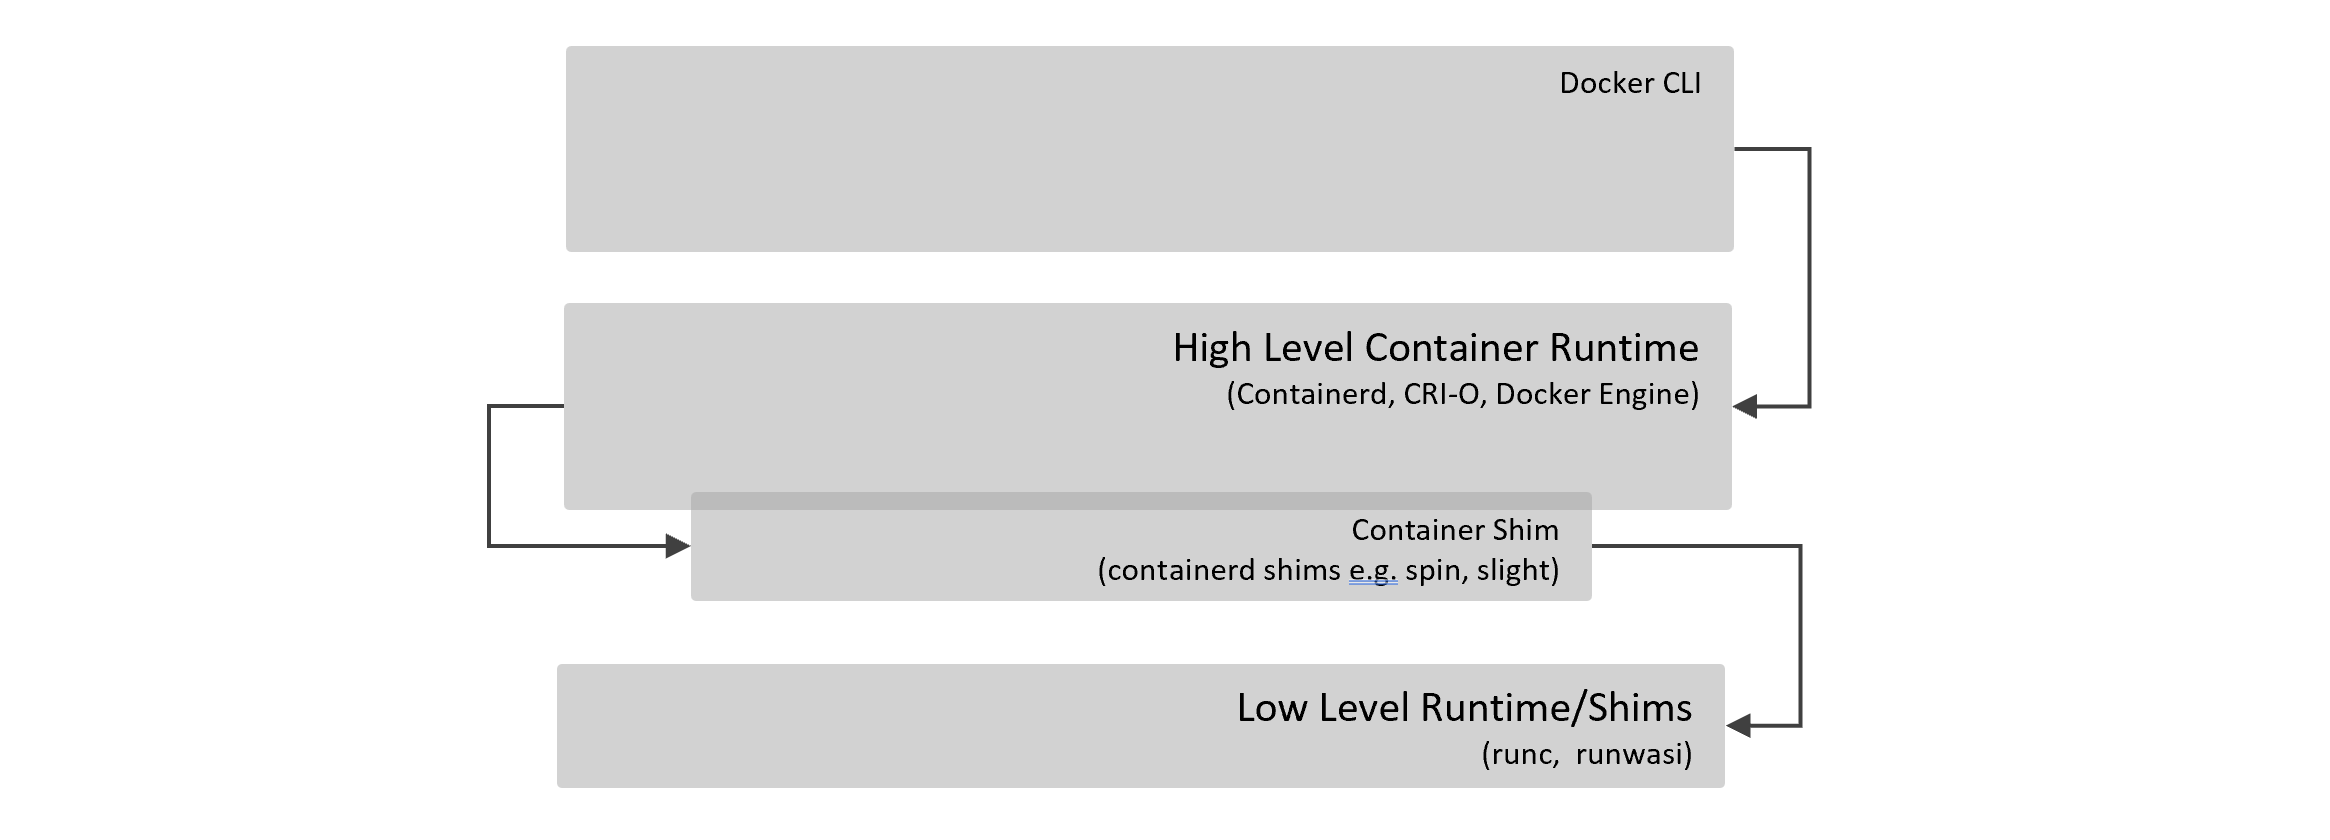 Docker CLI
High Level Container Runtime
(Containerd, CRI-O, Docker Engine)
Container Shim
(containerd shims e.g. spin, slight)
Low Level Runtime/Shims
(runc,  runwasi)